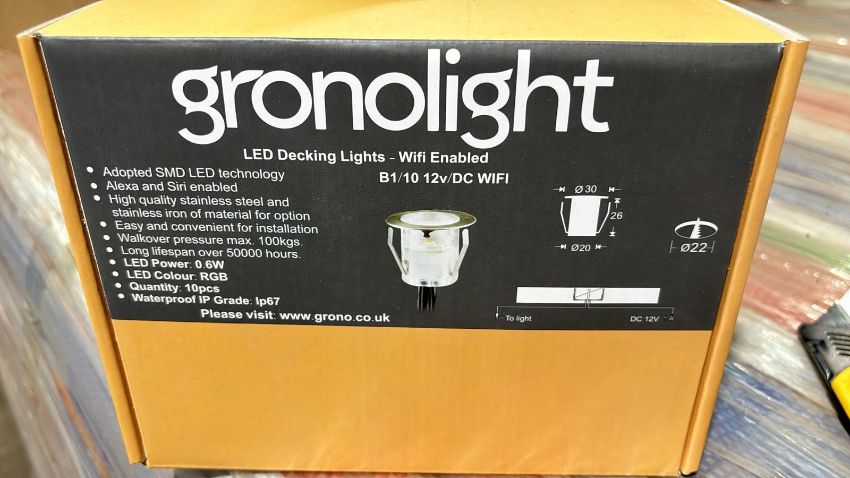 gronolight
LED Decking Lights - Wifi Enabled
B1/10 12v/DC WIFI
• Adopted SMD LED technology
• Alexa and Siri enabled
• High quality stainless steel and
stainless iron of material for option
• Easy and convenient for installation
• Walkover pressure max. 100kgs.
• Long lifespan over 50000 hours.
• LED Power: 0.6W
• LED Colour: RGB
• Quantity: 10pcs
• Waterproof IP Grade: Ip67
Please visit: www.grono.co.uk
Ø30
26
Ø20
Ø22
To light
DC 12V